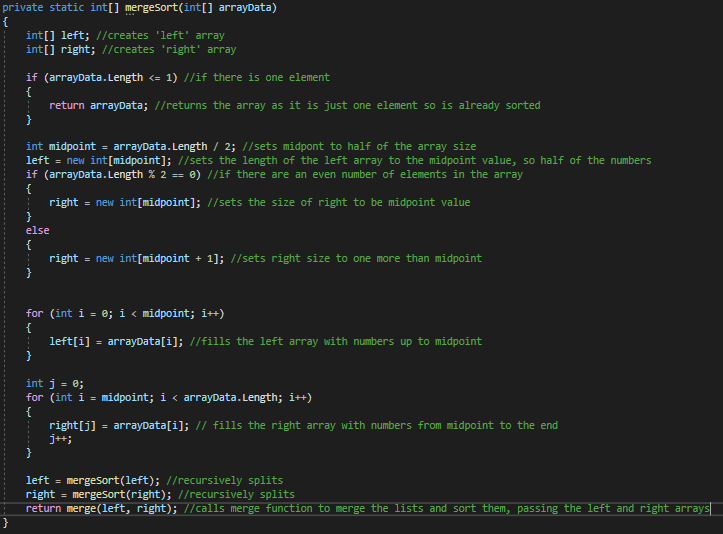 private static int[] mergeSort(int[] arrayData)
{
int[] left; //creates 'left' array
int[] right; //creates 'right' array
if (arrayData.Length <= 1) //if there is one element
{
return arrayData; //returns the array as it is just one element so is already sorted
}
int midpoint = arrayData.Length / 2; //sets midpont to half of the array size
left = new int[midpoint]; //sets the length of the left array to the midpoint value, so half of the numbers
if (arrayData.Length % 2 == 0) //if there are an even number of elements in the array
{
right = new int[midpoint]; //sets the size of right to be midpoint value
}
else
{
right = new int[midpoint + 1]; //sets right size to one more than midpoint
}
for (int i = 0; i < midpoint; i++)
{
left[i] = arrayData[i]; //fills the left array with numbers up to midpoint
}
int j = 0;
for (int i = midpoint; i < arrayData.Length; i++)
{
right[j] = arrayData[i]; // fills the right array with numbers from midpoint to the end
j++;
}
left = mergeSort(left); //recursively splits
right = mergeSort(right); //recursively splits
return merge(left, right); //calls merge function to merge the lists and sort them, passing the left and right arrays
}